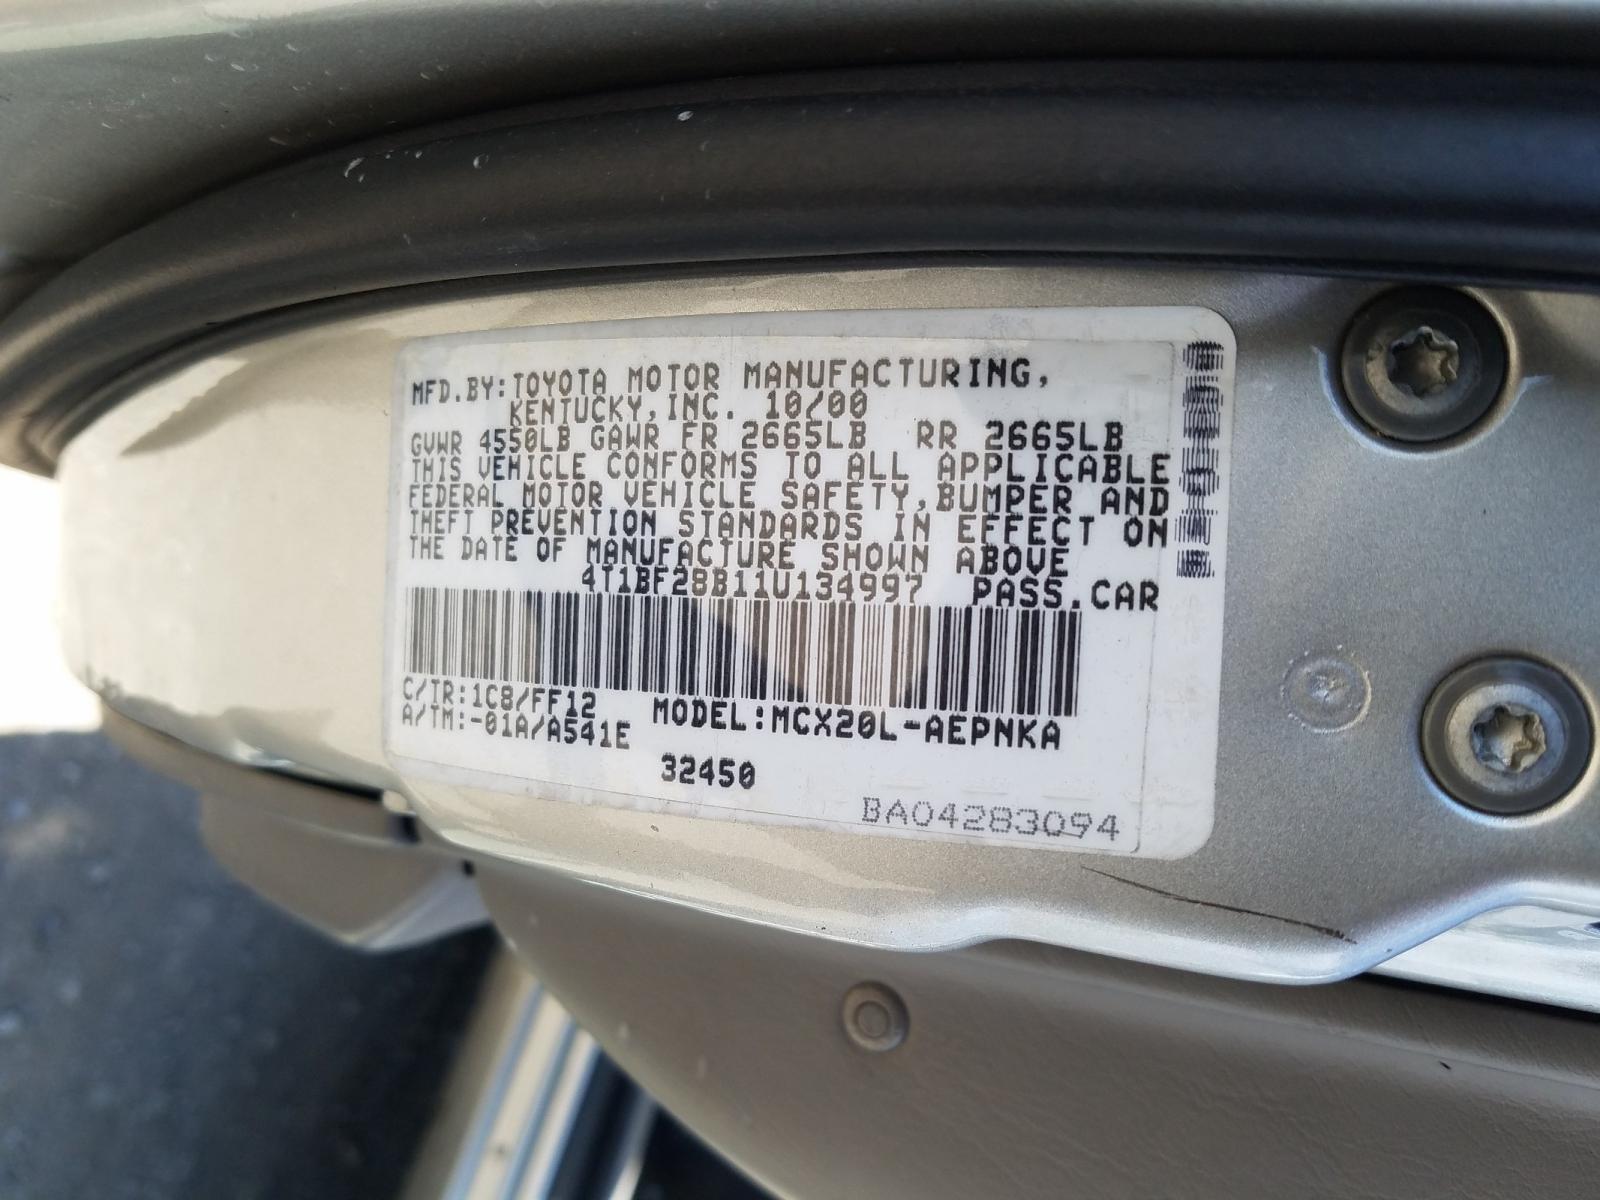 MFD.BY:TOYOTA MOTOR MANUFACTURING,
KENTUCKY,INC. 10/00
GVWR 4550LB GAWR FR 2665LB RR 2665LB
THIS VEHICLE CONFORMS TO ALL APPLICABLE
FEDERAL MOTOR VEHICLE SAFETY,BUMPER AND
THEFT PREVENTION STANDARDS IN EFFECT ON
THE DATE OF MANUFACTURE SHOWN ABOVE
4T1BF28B11U134997 PASS.CAR
C/TR:1C8/FF12
A/TM:-01A/A541E MODEL:MCX20L-AEPNKA
32450
BA04283094